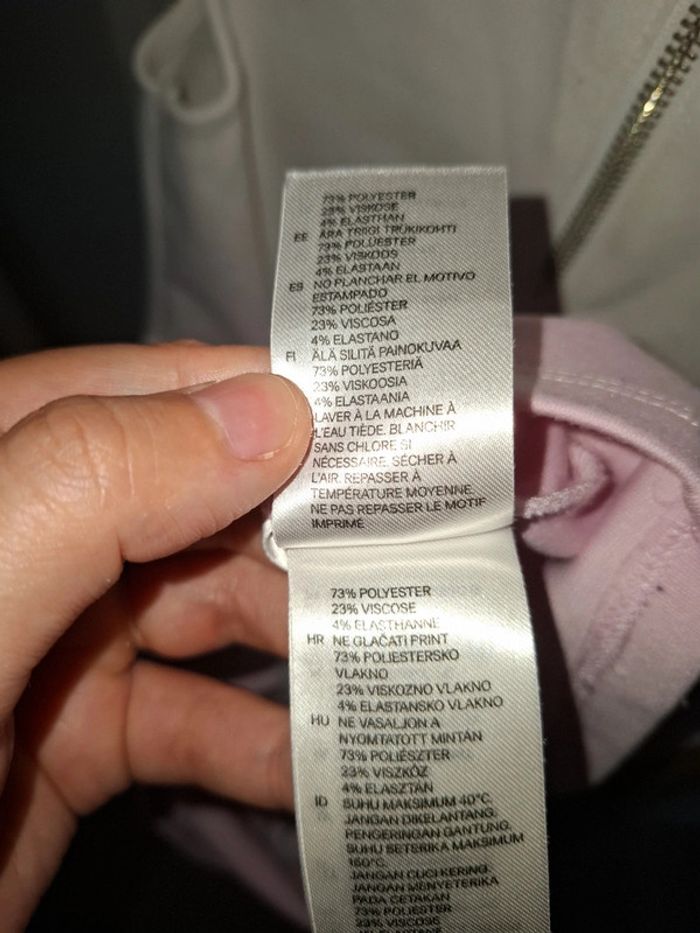 73% POLYESTER
23% VISKOSE
4% ELASTHAN
EE ÄRA TRIIGI TRÜKIKOHTI
73% POLÜESTER
23% VISKOOS
4% ELASTAAN
ES NO PLANCHAR EL MOTIVO
ESTAMPADO
73% POLIÉSTER
23% VISCOSA
4% ELASTANO
FI ÄLÄ SILITÄ PAINOKUVAA
73% POLYESTERIÄ
23% VISKOOSIA
4% ELASTAANIA
LAVER À LA MACHINE À
L'EAU TIÈDE. BLANCHIR
SANS CHLORE SI
NÉCESSAIRE. SÉCHER À
L'AIR. REPASSER À
TEMPÉRATURE MOYENNE.
NE PAS REPASSER LE MOTIF
IMPRIMÉ
73% POLYESTER
23% VISCOSE
4% ELASTHANNE
HR NE GLAČATI PRINT
73% POLIESTERSKO
VLAKNO
23% VISKOZNO VLAKNO
4% ELASTANSKO VLAKNO
HU NE VASALJON A
NYOMTATOTT MINTÁN
73% POLIÉSZTER
23% VISZKÓZ
4% ELASZTÁN
ID SUHU MAKSIMUM 40°C.
JANGAN DIKELANTANG.
PENGERINGAN GANTUNG.
SUHU SETERIKA MAKSIMUM
150°C.
JANGAN CUCI KERING.
JANGAN MENYETERIKA
PADA CETAKAN
73% POLIESTER
23% VISCOSE